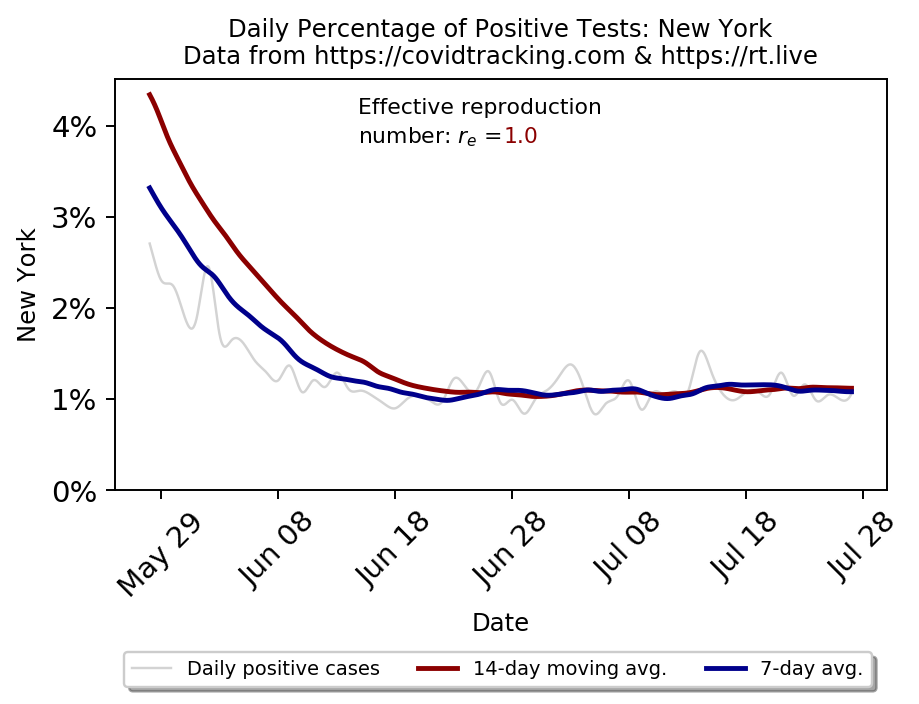 Daily Percentage of Positive Tests: New York
Data from https://covidtracking.com & https://rt.live
Effective reproduction
number: rₑ =1.0
4%
3%
2%
1%
0%
New York
May 29
Jun 08
Jun 18
Jun 28
Jul 08
Jul 18
Jul 28
Date
Daily positive cases
14-day moving avg.
7-day avg.